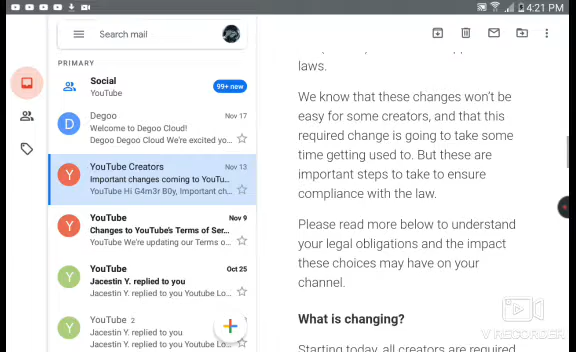 4:21 PM
Search mail
PRIMARY
Social
YouTube
99+ new
D
Degoo
Nov 17
Welcome to Degoo Cloud!
Degoo Degoo Cloud We're excited yo...
Y
YouTube Creators
Nov 13
Important changes coming to YouTu...
YouTube Hi G4m3r B0y, Important ch...
Y
YouTube
Nov 9
Changes to YouTube's Terms of Ser...
YouTube We're updating our Terms o...
Y
YouTube
Oct 25
Jacestin Y. replied to you
Jacestin Y. replied to you Youtube Lo...
Y
YouTube 2
Jacestin Y. replied to you
Jacestin Y. replied to you Youtube Lo...
laws.
We know that these changes won't be
easy for some creators, and that this
required change is going to take some
time getting used to. But these are
important steps to take to ensure
compliance with the law.
Please read more below to understand
your legal obligations and the impact
these choices may have on your
channel.
What is changing?
Starting today, all creators are required
V RECORDER